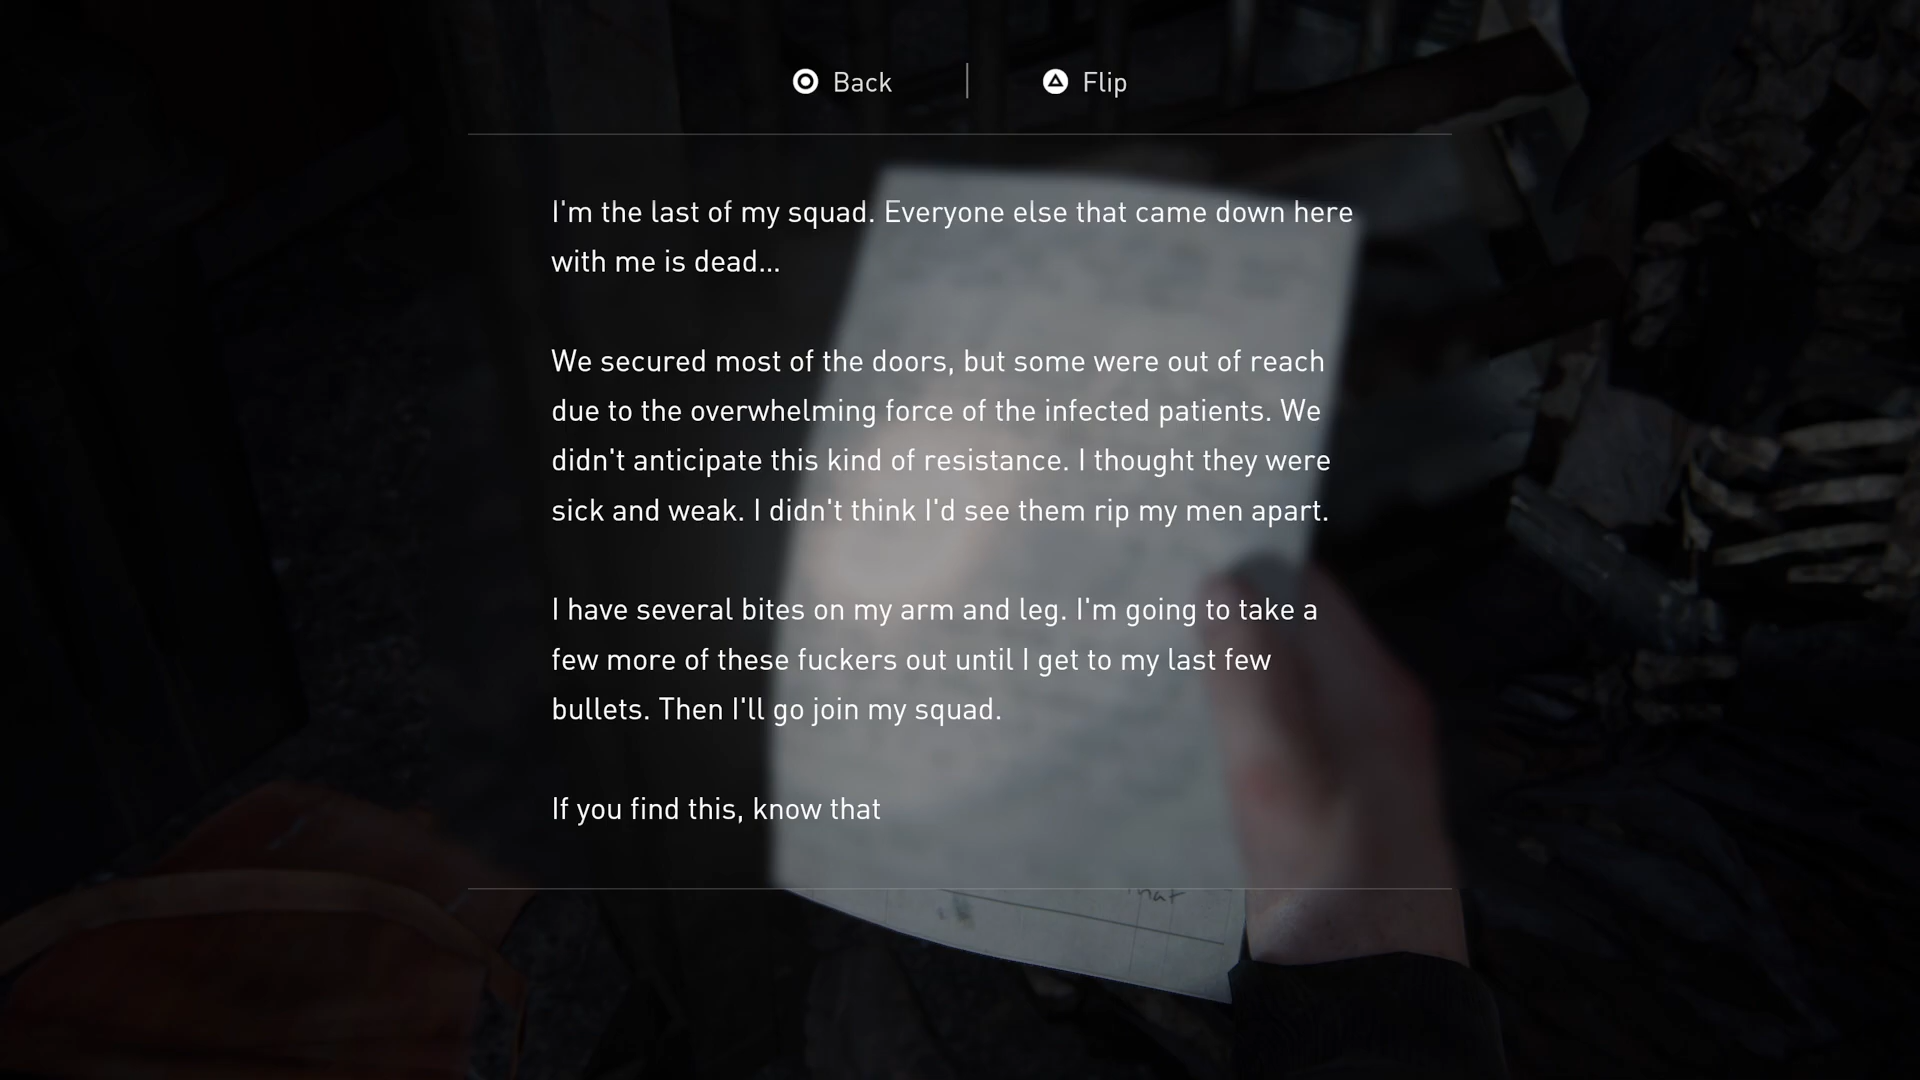 Back | Flip
I'm the last of my squad. Everyone else that came down here
with me is dead...
We secured most of the doors, but some were out of reach
due to the overwhelming force of the infected patients. We
didn't anticipate this kind of resistance. I thought they were
sick and weak. I didn't think I'd see them rip my men apart.
I have several bites on my arm and leg. I'm going to take a
few more of these fuckers out until I get to my last few
bullets. Then I'll go join my squad.
If you find this, know that
that